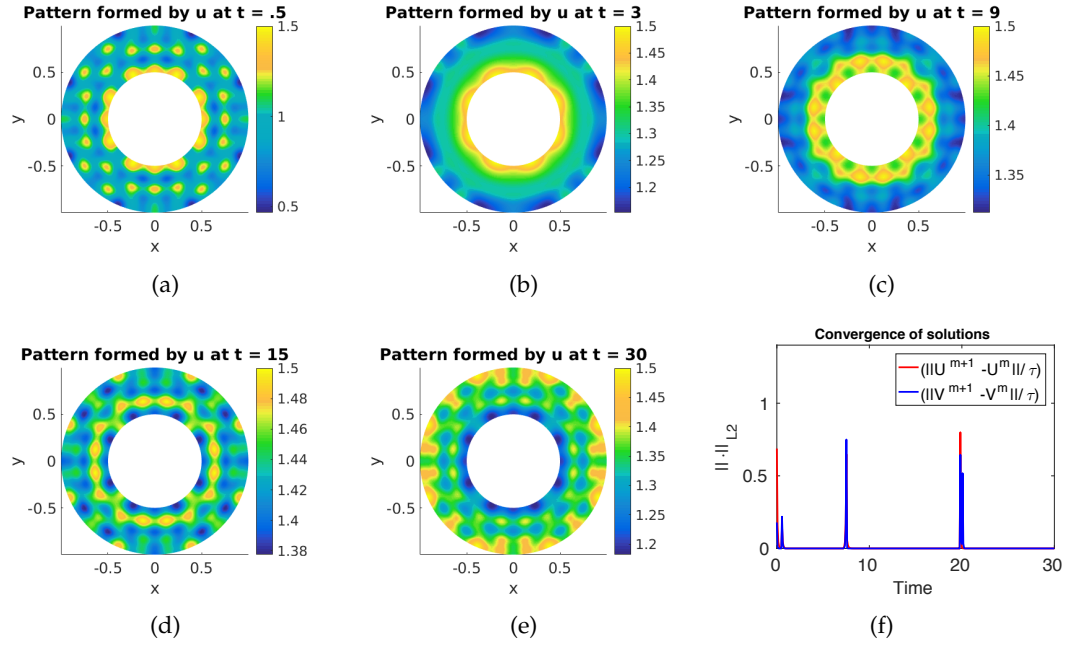 Pattern formed by u at t = .5
Pattern formed by u at t = 3
Pattern formed by u at t = 9
y
0.5
0
-0.5
-0.5 0 0.5
x
1.5
1
0.5
y
0.5
0
-0.5
-0.5 0 0.5
x
1.5
1.45
1.4
1.35
1.3
1.25
1.2
y
0.5
0
-0.5
-0.5 0 0.5
x
1.5
1.45
1.4
1.35
(a)
(b)
(c)
Pattern formed by u at t = 15
Pattern formed by u at t = 30
Convergence of solutions
y
0.5
0
-0.5
-0.5 0 0.5
x
1.5
1.48
1.46
1.44
1.42
1.4
1.38
y
0.5
0
-0.5
-0.5 0 0.5
x
1.5
1.45
1.4
1.35
1.3
1.25
1.2
(||U m+1 -U m ||/ τ)
(||V m+1 -V m ||/ τ)
|| ·|| L2
1
0.5
0
0 10 20 30
Time
(d)
(e)
(f)